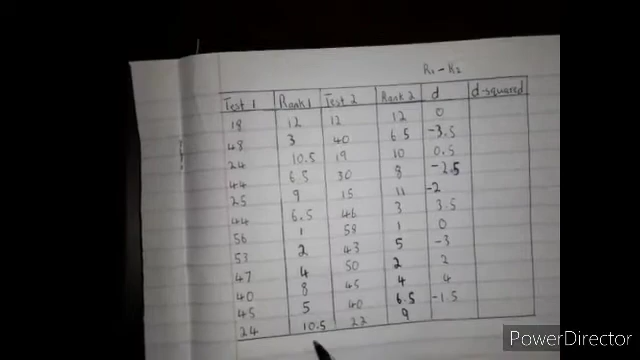 R1 - R2
Test 1 Rank 1 Test 2 Rank 2 d d-squared
18 12 12 12 0
48 3 40 6.5 -3.5
24 10.5 19 10 0.5
44 6.5 30 8 -2.5
25 9 15 11 -2
44 6.5 46 3 3.5
56 1 58 1 0
53 2 43 5 -3
47 4 50 2 2
40 8 45 4 4
45 5 40 6.5 -1.5
24 10.5 22 9
PowerDirector